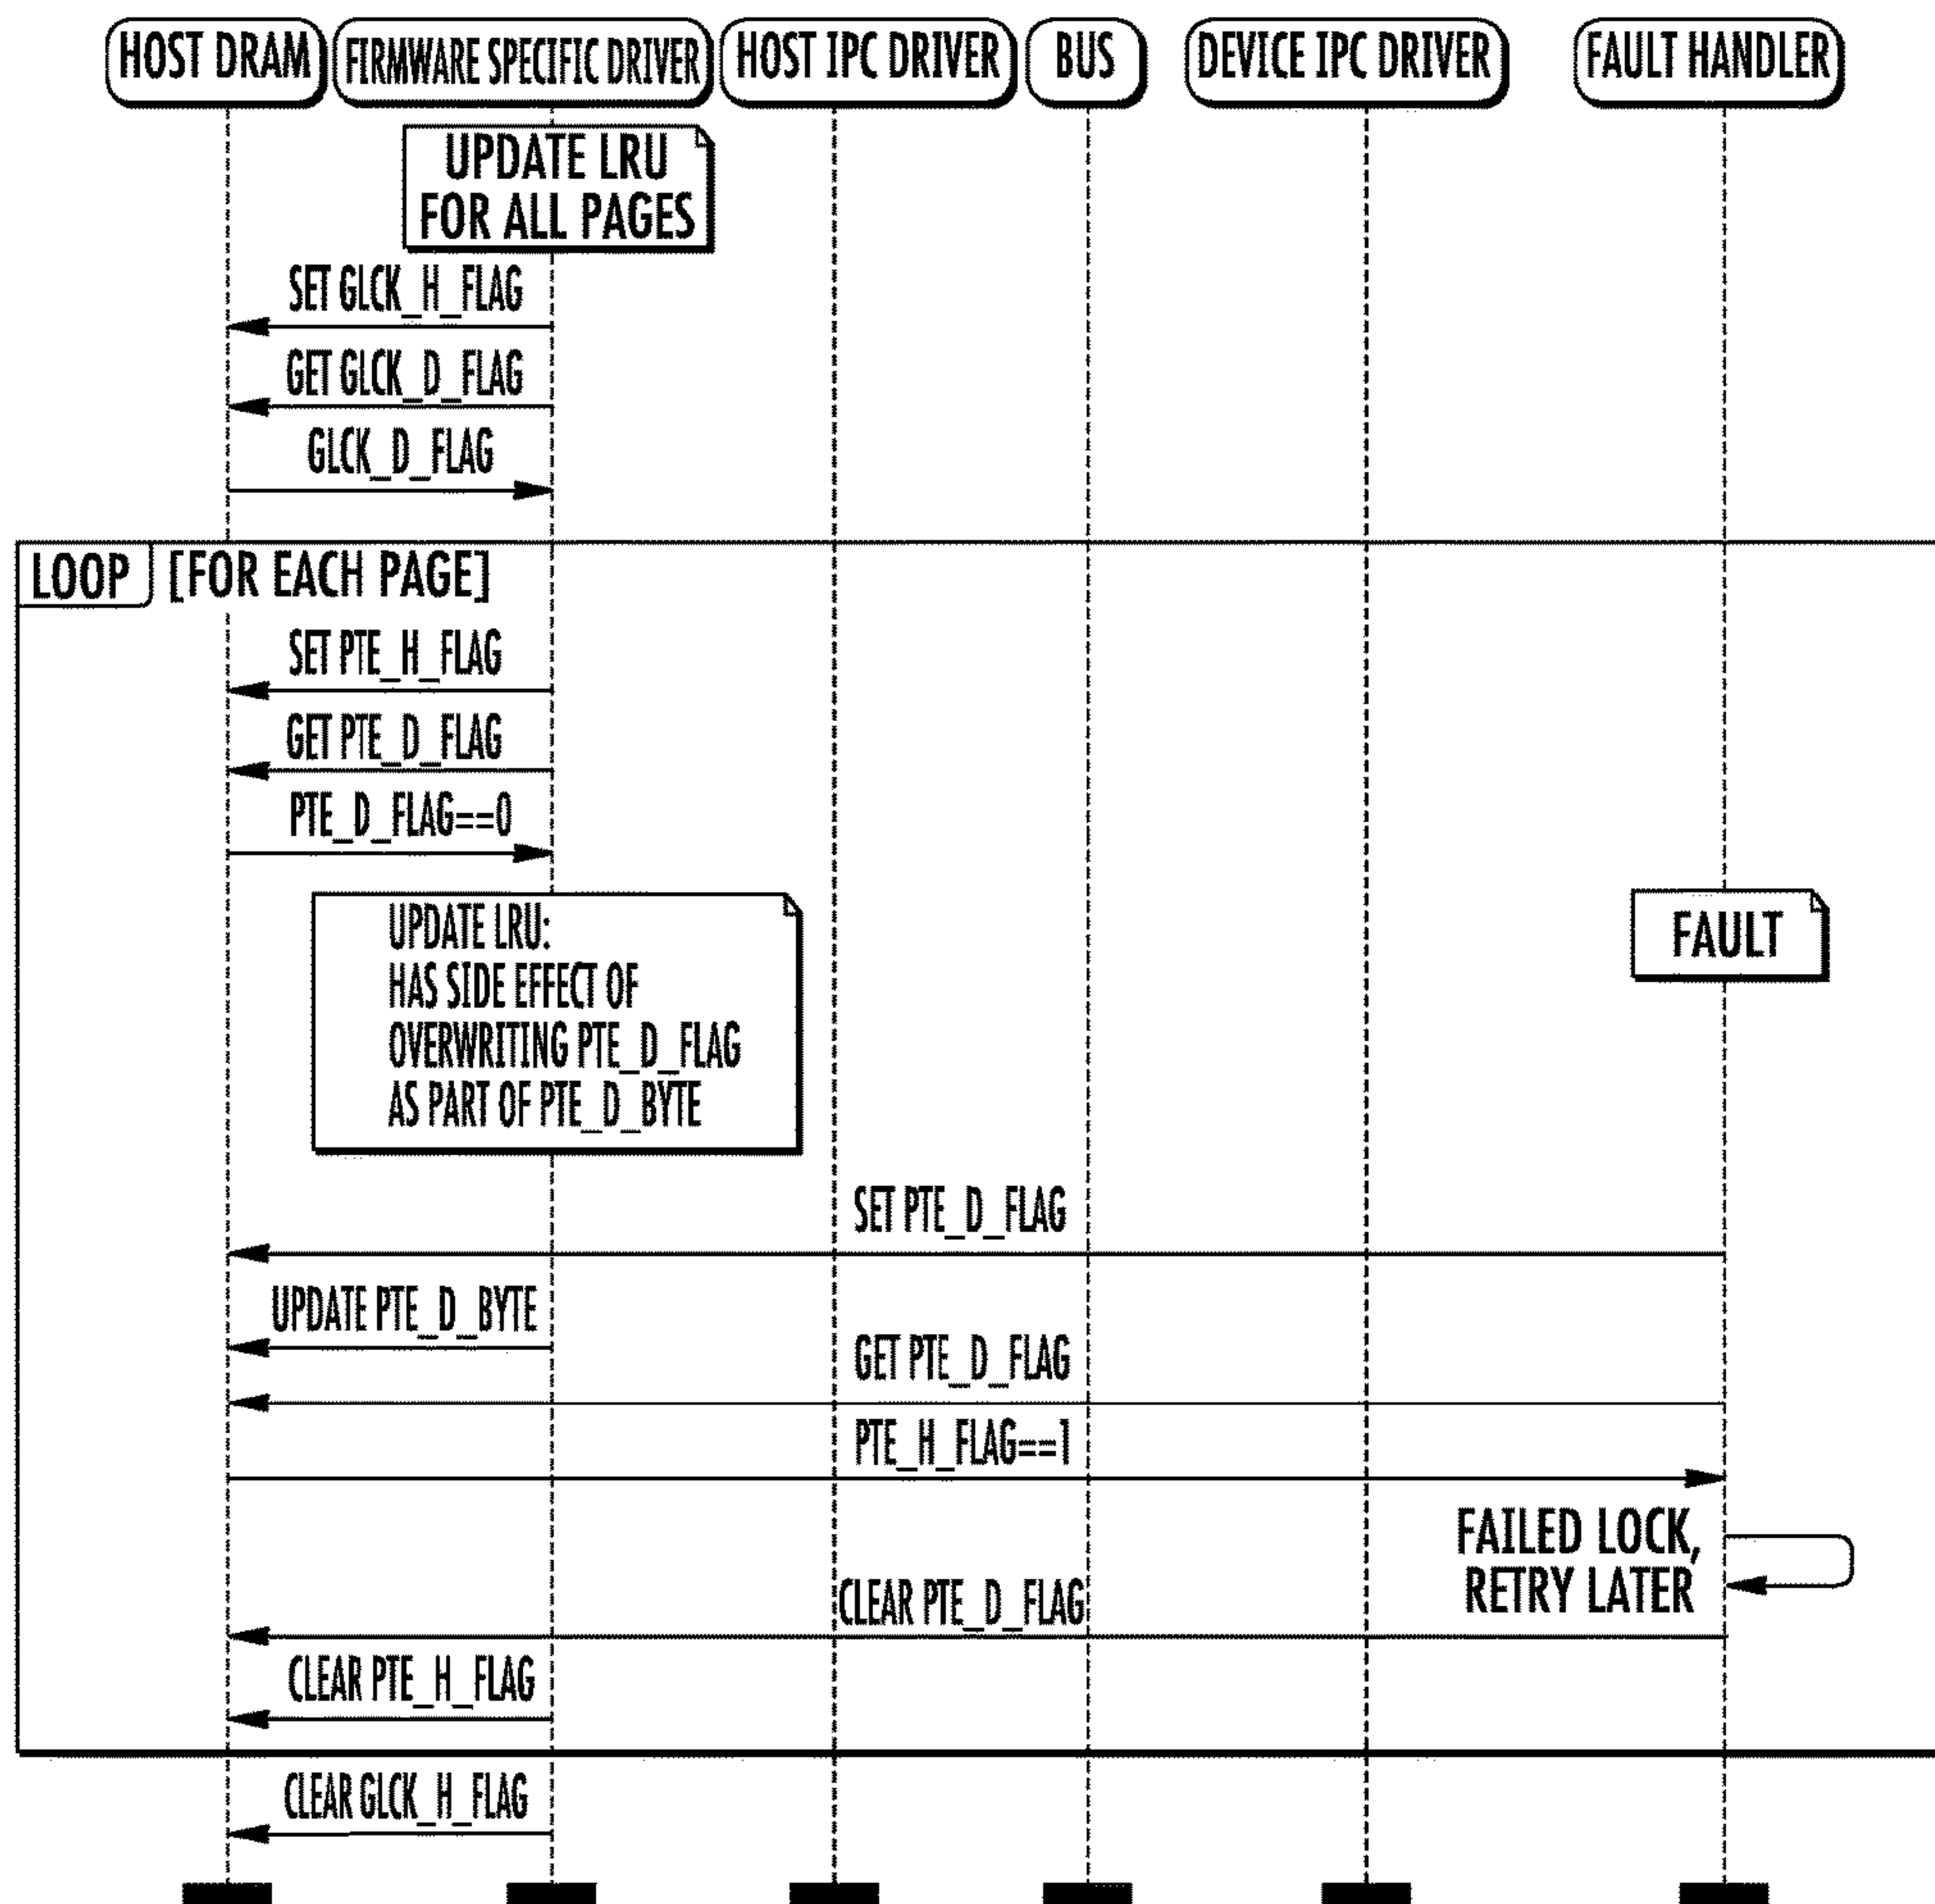 HOST DRAM
FIRMWARE SPECIFIC DRIVER
HOST IPC DRIVER
BUS
DEVICE IPC DRIVER
FAULT HANDLER
UPDATE LRU
FOR ALL PAGES
SET GLCK_H_FLAG
GET GLCK_D_FLAG
GLCK_D_FLAG
LOOP [FOR EACH PAGE]
SET PTE_H_FLAG
GET PTE_D_FLAG
PTE_D_FLAG==0
UPDATE LRU:
HAS SIDE EFFECT OF
OVERWRITING PTE_D_FLAG
AS PART OF PTE_D_BYTE
FAULT
SET PTE_D_FLAG
UPDATE PTE_D_BYTE
GET PTE_D_FLAG
PTE_H_FLAG==1
FAILED LOCK,
RETRY LATER
CLEAR PTE_D_FLAG
CLEAR PTE_H_FLAG
CLEAR GLCK_H_FLAG